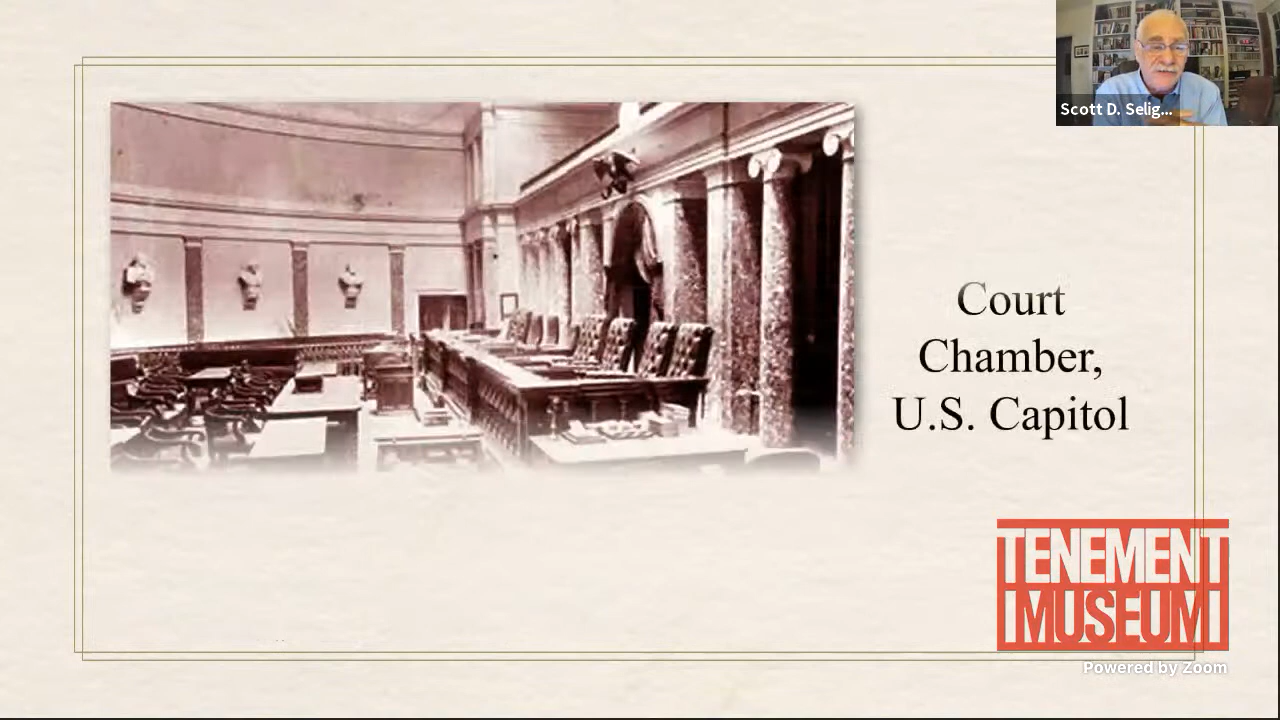 Scott D. Selig...
Court
Chamber,
U.S. Capitol
TENEMENT
MUSEUM
Powered by Zoom